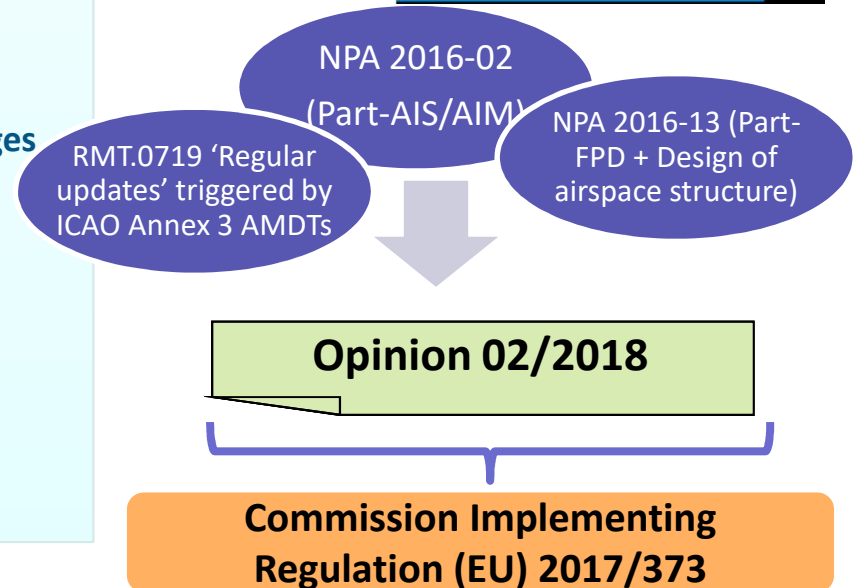 NPA 2016-02
(Part-AIS/AIM)
ges
RMT.0719 ‘Regular
updates’ triggered by
ICAO Annex 3 AMDTs
NPA 2016-13 (Part-
FPD + Design of
airspace structure)
Opinion 02/2018
Commission Implementing
Regulation (EU) 2017/373